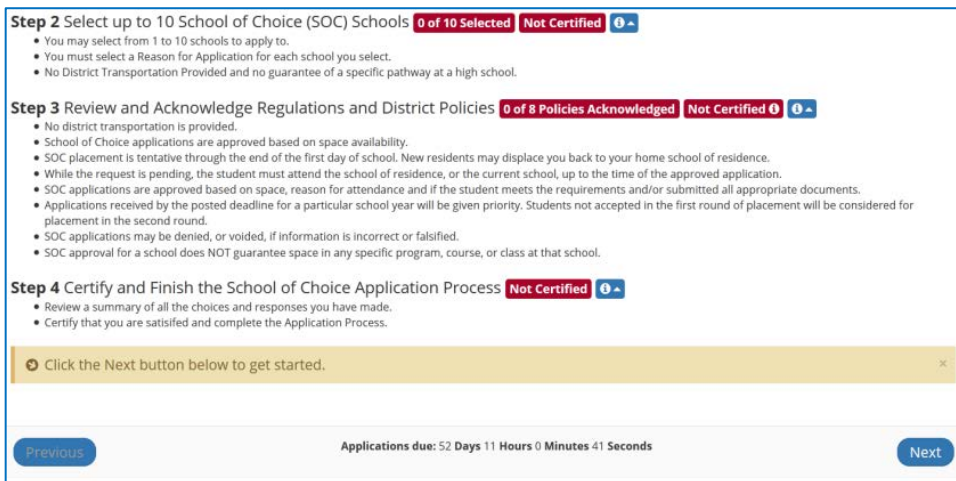 Step 2 Select up to 10 School of Choice (SOC) Schools 0 of 10 Selected Not Certified
You may select from 1 to 10 schools to apply to.
You must select a Reason for Application for each school you select.
No District Transportation Provided and no guarantee of a specific pathway at a high school.
Step 3 Review and Acknowledge Regulations and District Policies 0 of 8 Policies Acknowledged Not Certified
No district transportation is provided.
School of Choice applications are approved based on space availability.
SOC placement is tentative through the end of the first day of school. New residents may displace you back to your home school of residence.
While the request is pending, the student must attend the school of residence, or the current school, up to the time of the approved application.
SOC applications are approved based on space, reason for attendance and if the student meets the requirements and/or submitted all appropriate documents.
Applications received by the posted deadline for a particular school year will be given priority. Students not accepted in the first round of placement will be considered for
placement in the second round.
SOC applications may be denied, or voided, if information is incorrect or falsified.
SOC approval for a school does NOT guarantee space in any specific program, course, or class at that school.
Step 4 Certify and Finish the School of Choice Application Process Not Certified
Review a summary of all the choices and responses you have made.
Certify that you are satisifed and complete the Application Process.
Click the Next button below to get started. ×
Previous Applications due: 52 Days 11 Hours 0 Minutes 41 Seconds Next